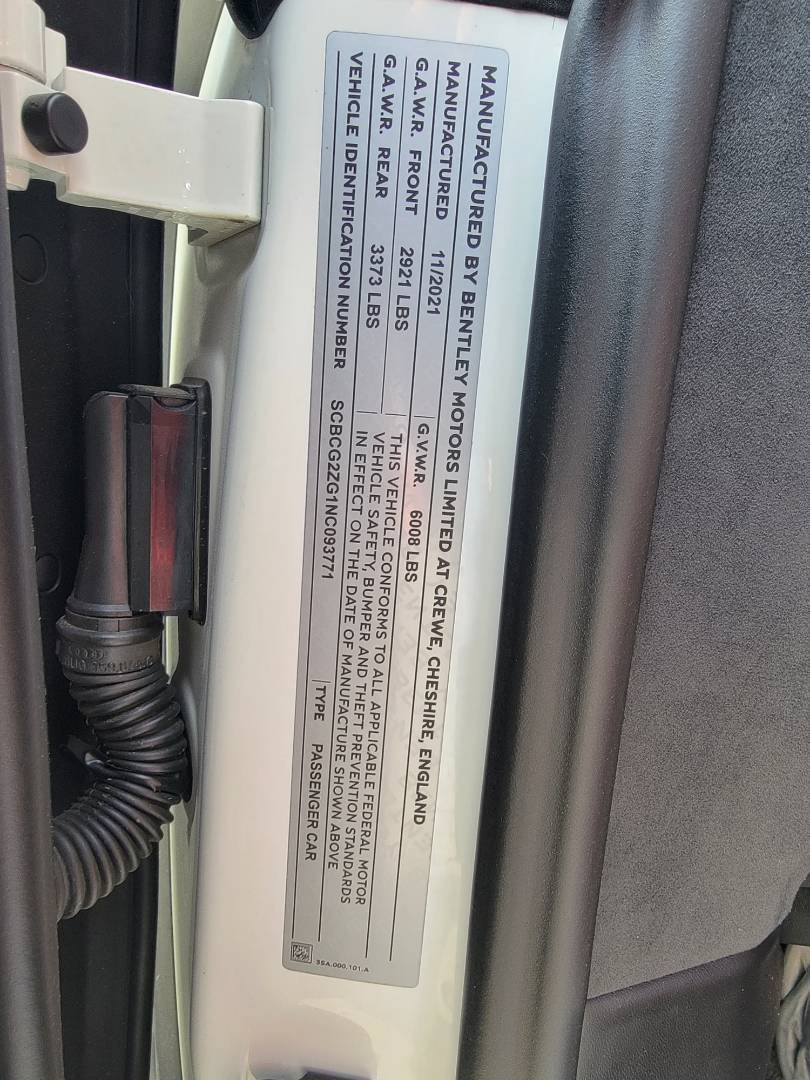 MANUFACTURED BY BENTLEY MOTORS LIMITED AT CREWE, CHESHIRE, ENGLAND
MANUFACTURED 11/2021
G.V.W.R. 6008 LBS
G.A.W.R. FRONT 2921 LBS
G.A.W.R. REAR 3373 LBS
THIS VEHICLE CONFORMS TO ALL APPLICABLE FEDERAL MOTOR
VEHICLE SAFETY, BUMPER AND THEFT PREVENTION STANDARDS
IN EFFECT ON THE DATE OF MANUFACTURE SHOWN ABOVE
VEHICLE IDENTIFICATION NUMBER SCBCG2ZG1NC093771
TYPE PASSENGER CAR
3SA.000.101.A